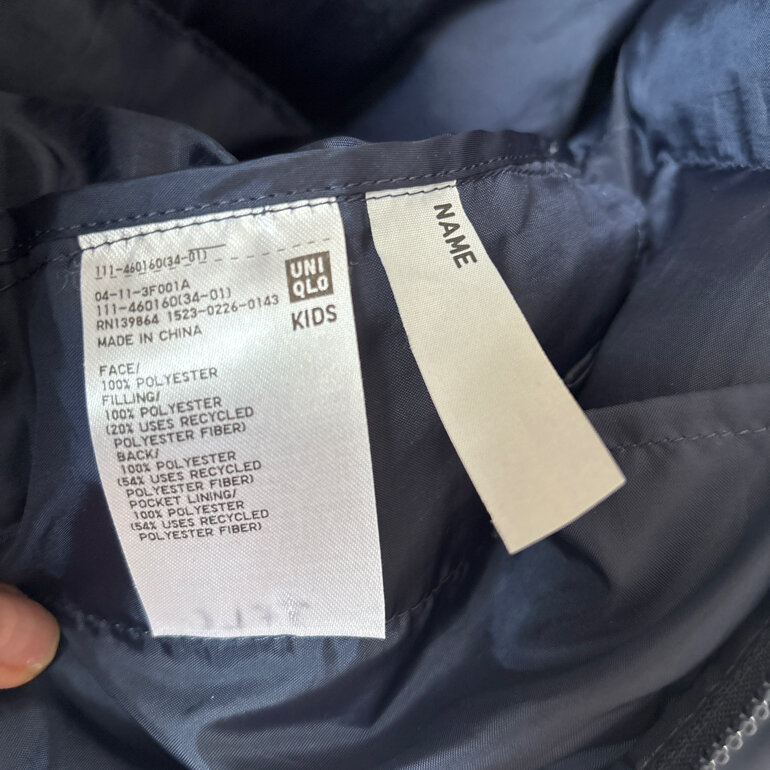 111-460160(34-01)
04-11-3F001A
111-460160(34-01)
RN139864 1523-0226-0143
MADE IN CHINA
UNI
QLO
KIDS
FACE/
100% POLYESTER
FILLING/
100% POLYESTER
(20% USES RECYCLED
POLYESTER FIBER)
BACK/
100% POLYESTER
(54% USES RECYCLED
POLYESTER FIBER)
POCKET LINING/
100% POLYESTER
(54% USES RECYCLED
POLYESTER FIBER)
NAME